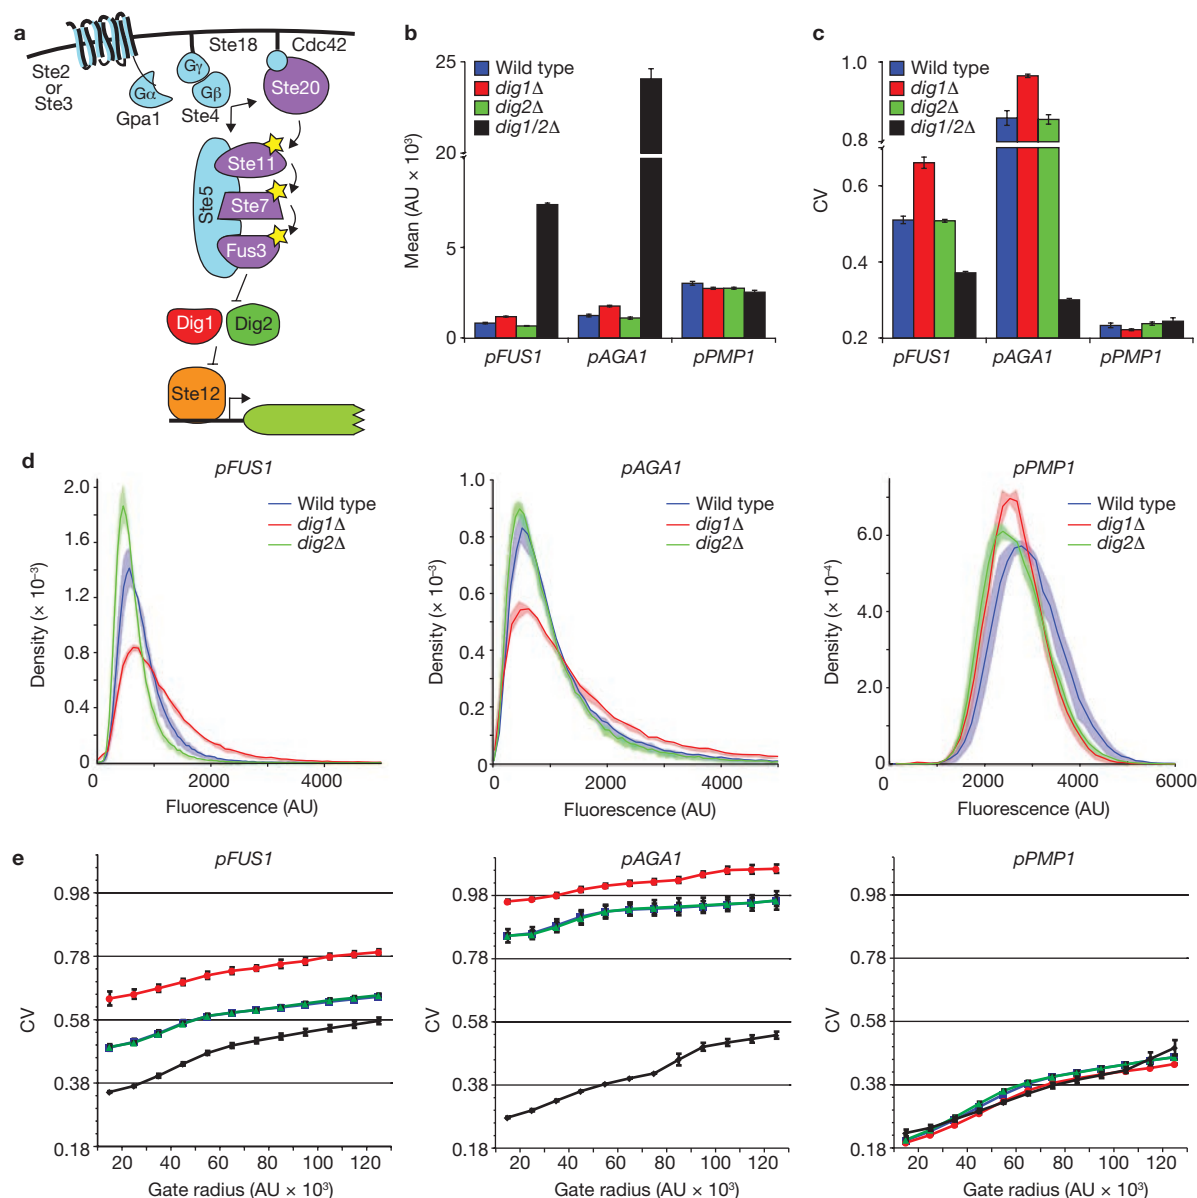 a
Ste2
or
Ste3
Gα
Gpa1
Ste18
Gγ
Gβ
Ste4
Cdc42
Ste20
Ste5
Ste11
Ste7
Fus3
Dig1
Dig2
Ste12
b
Wild type
dig1Δ
dig2Δ
dig1/2Δ
Mean (AU × 10³)
25
20
5
0
pFUS1
pAGA1
pPMP1
c
Wild type
dig1Δ
dig2Δ
dig1/2Δ
CV
1.0
0.8
0.6
0.4
0.2
pFUS1
pAGA1
pPMP1
d
pFUS1
Wild type
dig1Δ
dig2Δ
Density (× 10⁻³)
2.0
1.6
1.2
0.8
0.4
0
0
2000
4000
Fluorescence (AU)
pAGA1
Wild type
dig1Δ
dig2Δ
Density (× 10⁻³)
1.0
0.8
0.6
0.4
0.2
0
0
2000
4000
Fluorescence (AU)
pPMP1
Wild type
dig1Δ
dig2Δ
Density (× 10⁻⁴)
6.0
4.0
2.0
0
2000
4000
6000
Fluorescence (AU)
e
pFUS1
CV
0.98
0.78
0.58
0.38
0.18
20 40 60 80 100 120
Gate radius (AU × 10³)
pAGA1
CV
0.98
0.78
0.58
0.38
0.18
20 40 60 80 100 120
Gate radius (AU × 10³)
pPMP1
CV
0.98
0.78
0.58
0.38
0.18
20 40 60 80 100 120
Gate radius (AU × 10³)